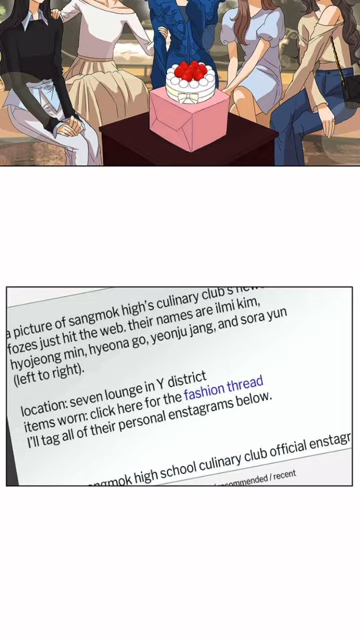 a picture of sangmok high's culinary club's new
fozes just hit the web. their names are ilmi kim,
hyojeong min, hyeona go, yeonju jang, and sora yun
(left to right).
location: seven lounge in Y district
items worn: click here for the fashion thread
I'll tag all of their personal enstagrams below.
high school culinary club official enstagr
/ recent